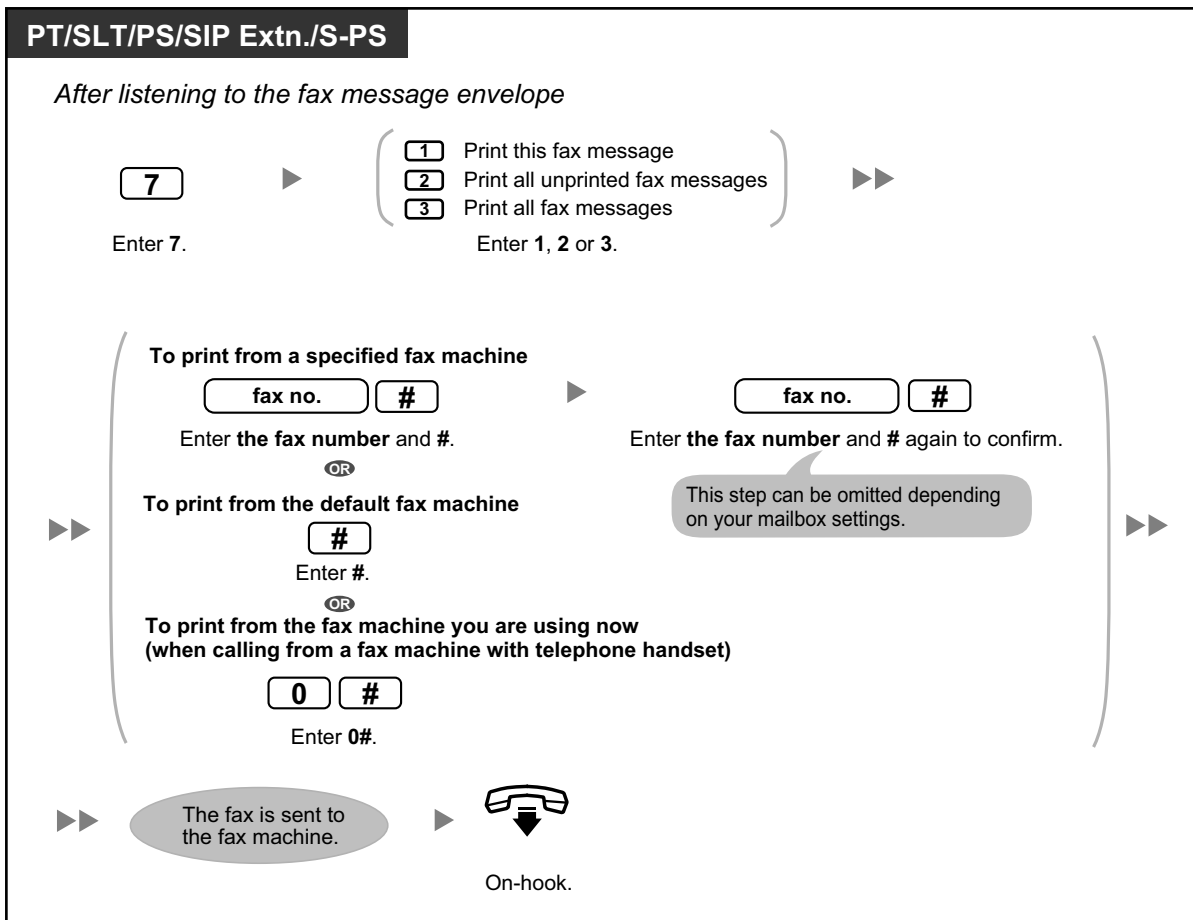 PT/SLT/PS/SIP Extn./S-PS
After listening to the fax message envelope
7
Enter 7.
1 Print this fax message
2 Print all unprinted fax messages
3 Print all fax messages
Enter 1, 2 or 3.
To print from a specified fax machine
fax no. #
Enter the fax number and #.
fax no. #
Enter the fax number and # again to confirm.
This step can be omitted depending
on your mailbox settings.
OR
To print from the default fax machine
#
Enter #.
OR
To print from the fax machine you are using now
(when calling from a fax machine with telephone handset)
0 #
Enter 0#.
The fax is sent to
the fax machine.
On-hook.